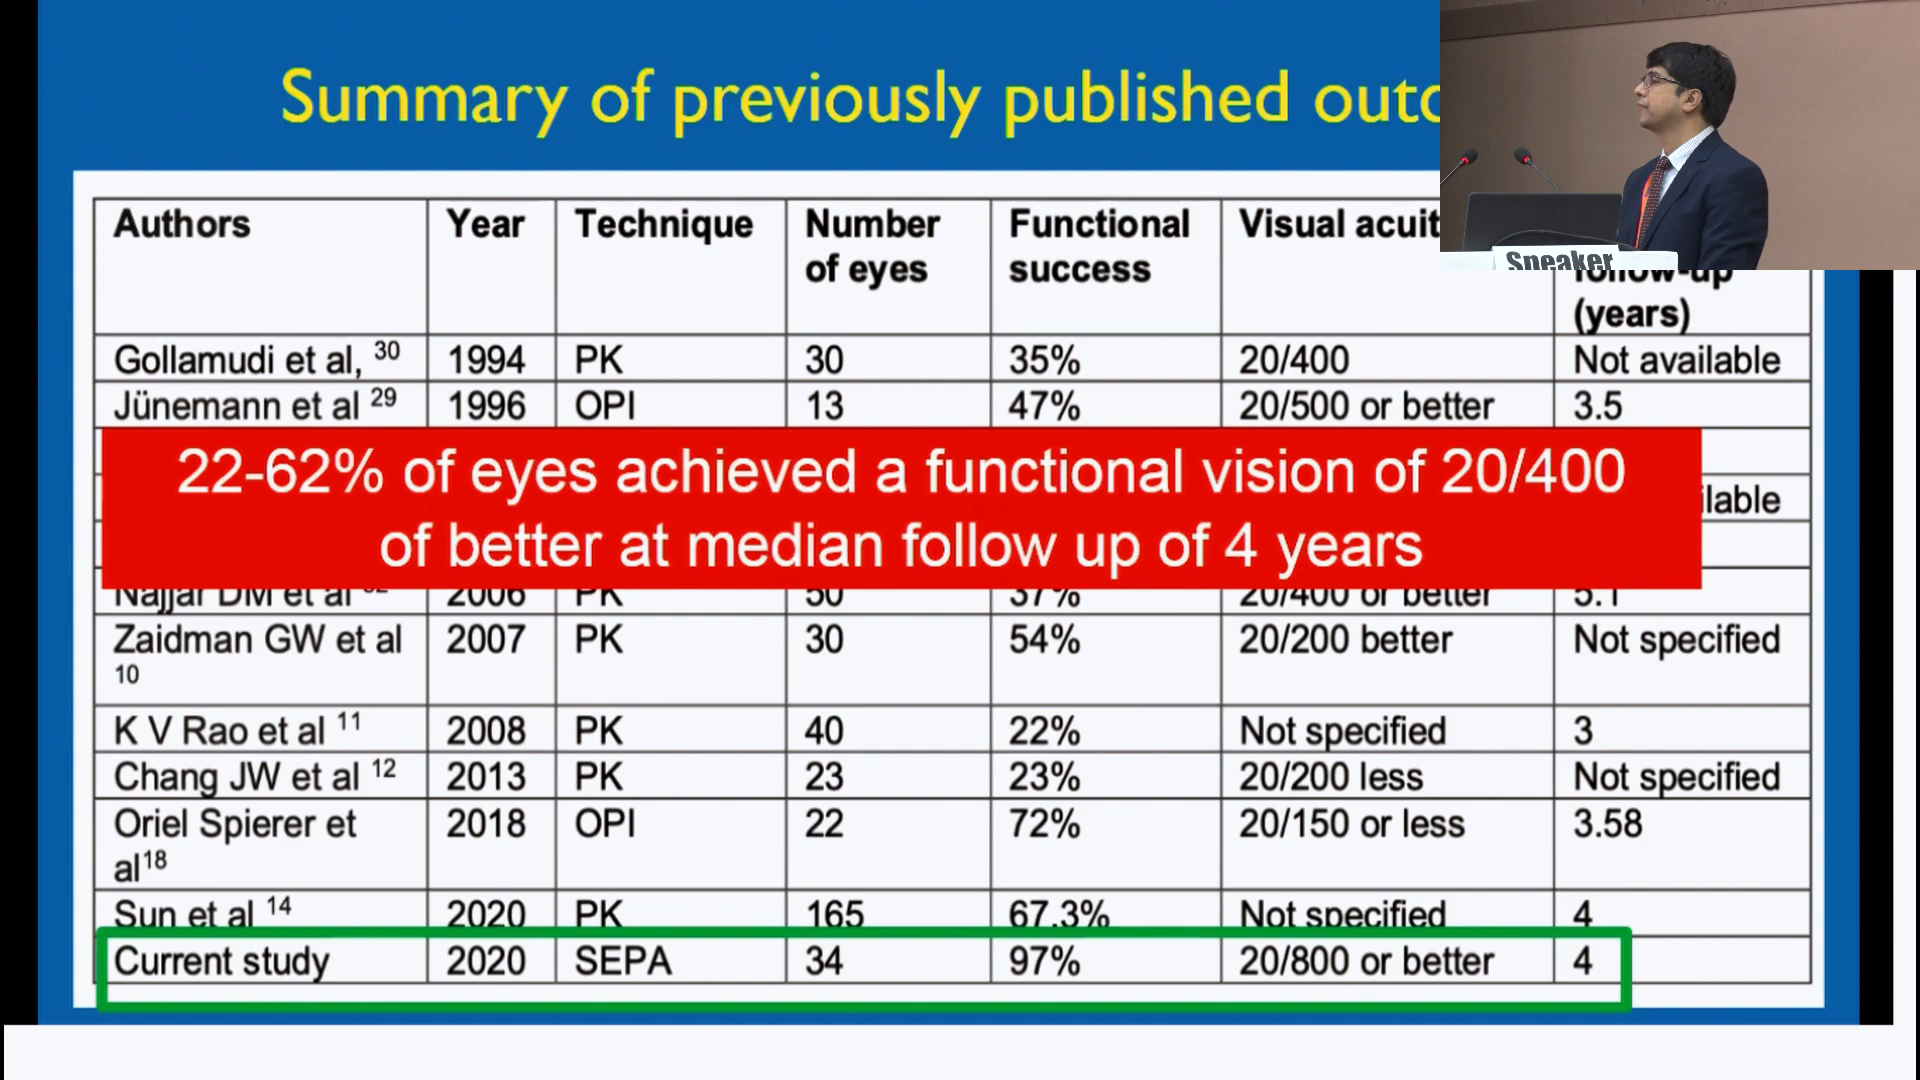 Summary of previously published outc
Authors Year Technique Number of eyes Functional success Visual acuit follow-up (years)
Gollamudi et al, 30 1994 PK 30 35% 20/400 Not available
Jünemann et al 29 1996 OPI 13 47% 20/500 or better 3.5
22-62% of eyes achieved a functional vision of 20/400
of better at median follow up of 4 years
ilable
Najjar DM et al 2006 PK 50 37% 20/400 or better 5.1
Zaidman GW et al 10 2007 PK 30 54% 20/200 better Not specified
K V Rao et al 11 2008 PK 40 22% Not specified 3
Chang JW et al 12 2013 PK 23 23% 20/200 less Not specified
Oriel Spierer et al18 2018 OPI 22 72% 20/150 or less 3.58
Sun et al 14 2020 PK 165 67.3% Not specified 4
Current study 2020 SEPA 34 97% 20/800 or better 4
Speaker